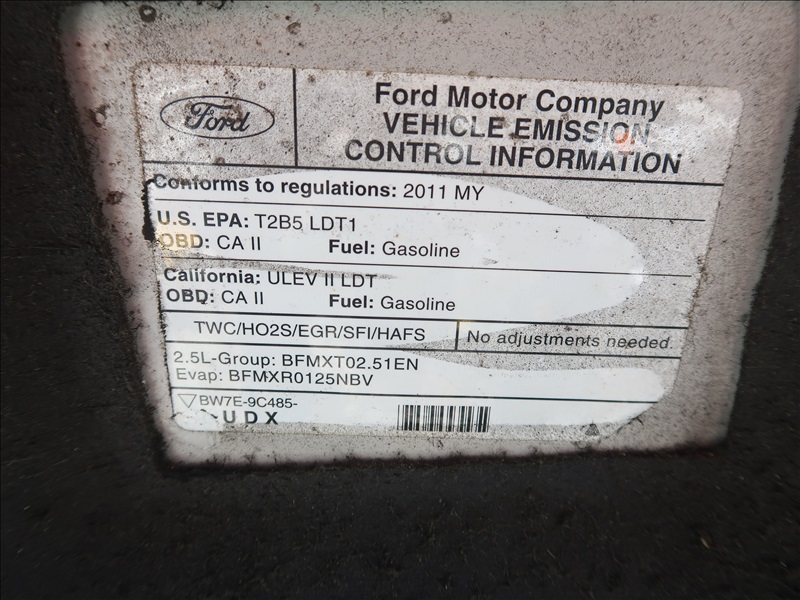 Ford
Ford Motor Company
VEHICLE EMISSION
CONTROL INFORMATION
Conforms to regulations: 2011 MY
U.S. EPA: T2B5 LDT1
OBD: CA II Fuel: Gasoline
California: ULEV II LDT
OBD: CA II Fuel: Gasoline
TWC/HO2S/EGR/SFI/HAFS No adjustments needed.
2.5L-Group: BFMXT02.51EN
Evap: BFMXR0125NBV
BW7E-9C485-
UDX